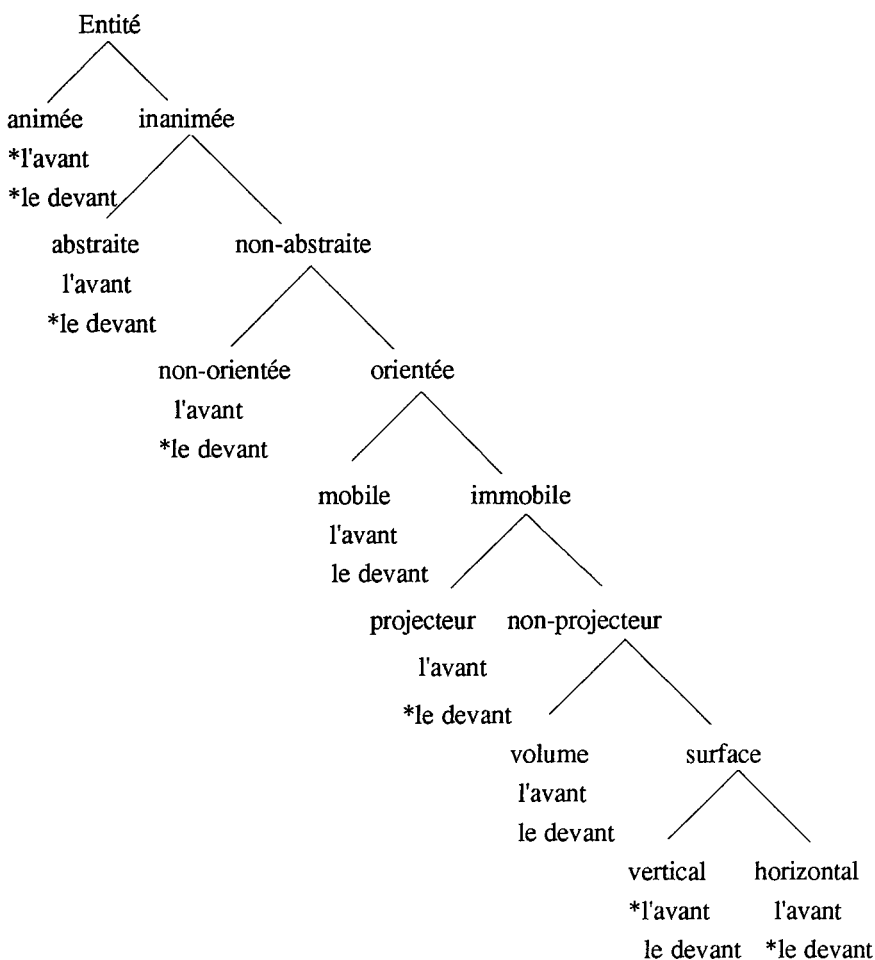 Entité
animée inanimée
*l'avant
*le devant
abstraite non-abstraite
l'avant
*le devant
non-orientée orientée
l'avant
*le devant
mobile immobile
l'avant
le devant
projecteur non-projecteur
l'avant
*le devant
volume surface
l'avant
le devant
vertical horizontal
*l'avant l'avant
le devant *le devant